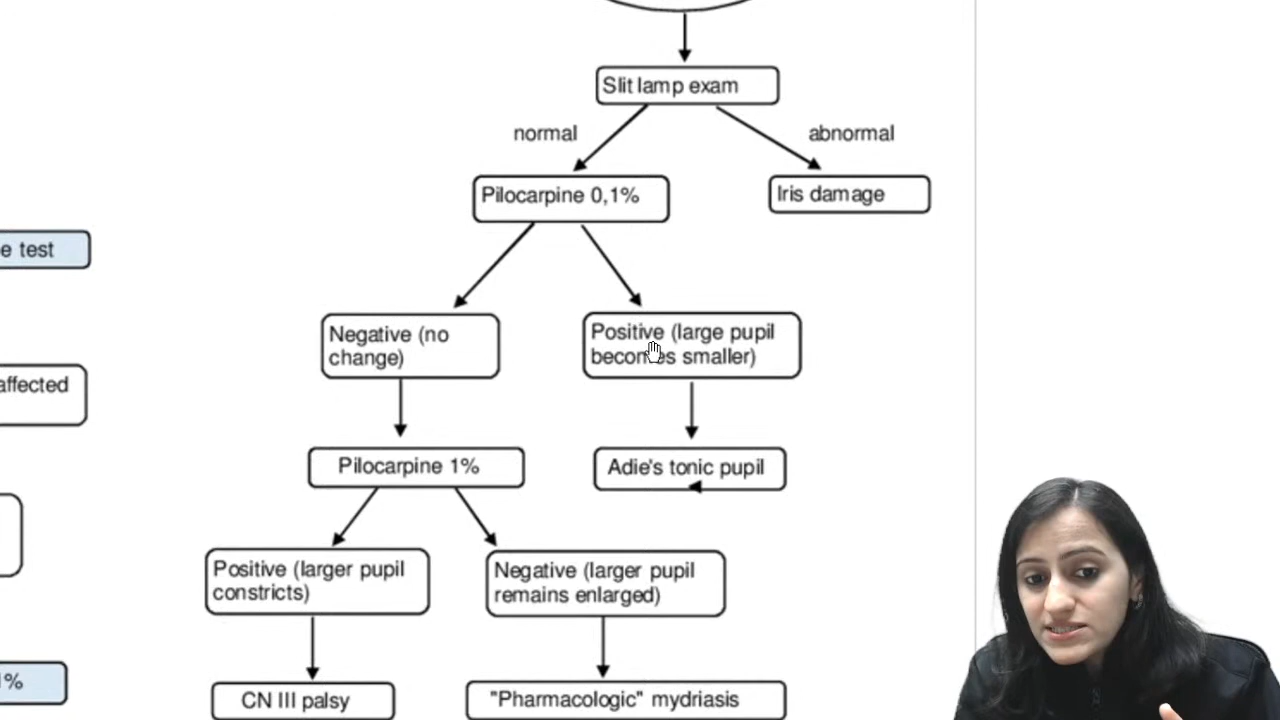 Slit lamp exam
normal
abnormal
Pilocarpine 0,1%
Iris damage
e test
Negative (no
change)
Positive (large pupil
becomes smaller)
affected
Pilocarpine 1%
Adie's tonic pupil
Positive (larger pupil
constricts)
Negative (larger pupil
remains enlarged)
%
CN III palsy
"Pharmacologic" mydriasis